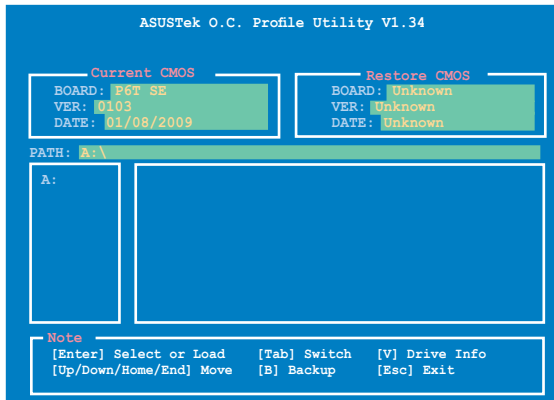 ASUSTek O.C. Profile Utility V1.34
Current CMOS
BOARD: P6T SE
VER: 0103
DATE: 01/08/2009
Restore CMOS
BOARD: Unknown
VER: Unknown
DATE: Unknown
PATH: A:\
A:
Note
[Enter] Select or Load [Tab] Switch [V] Drive Info
[Up/Down/Home/End] Move [B] Backup [Esc] Exit